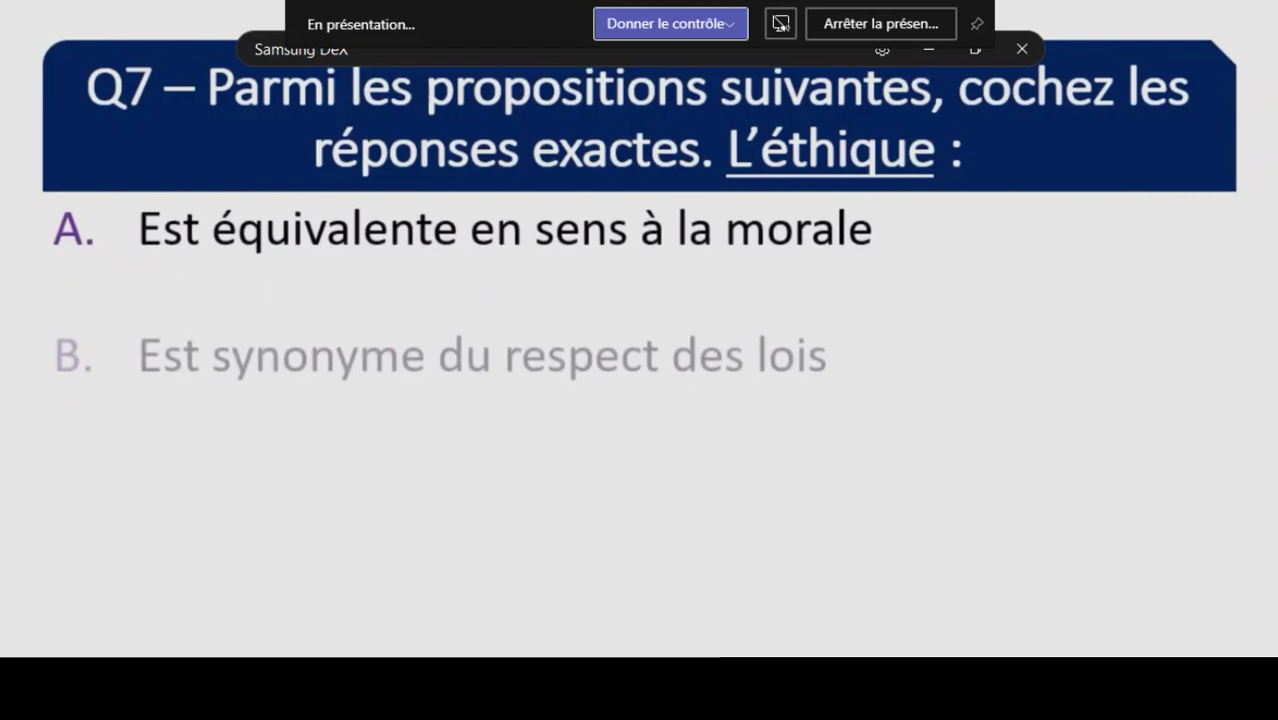 En présentation...
Donner le contrôle
Arrêter la présen...
Samsung DeX
Q7 – Parmi les propositions suivantes, cochez les
réponses exactes. L’éthique :
A. Est équivalente en sens à la morale
B. Est synonyme du respect des lois